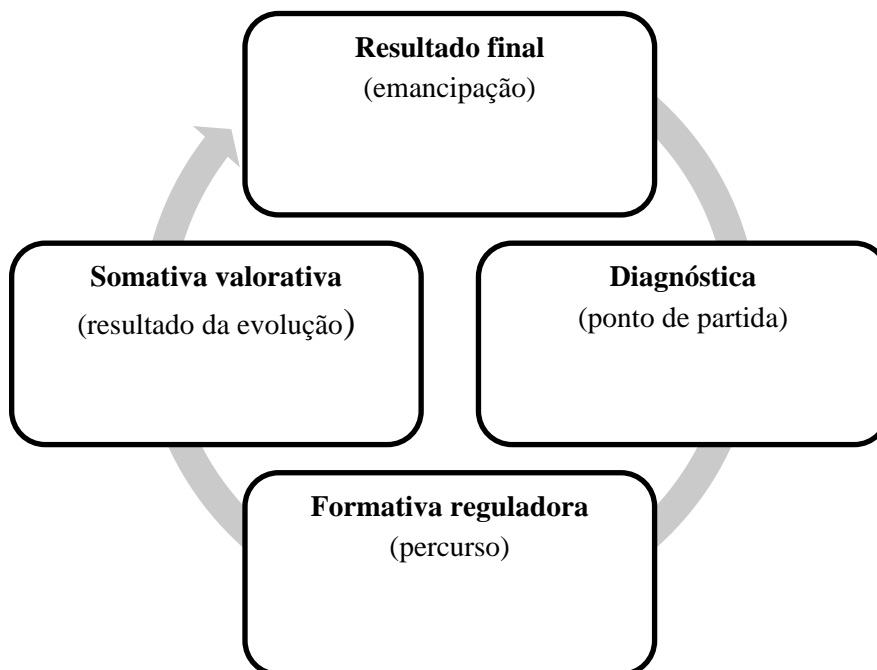 Resultado final
(emancipação)
Somativa valorativa
(resultado da evolução)
Diagnóstica
(ponto de partida)
Formativa reguladora
(percurso)